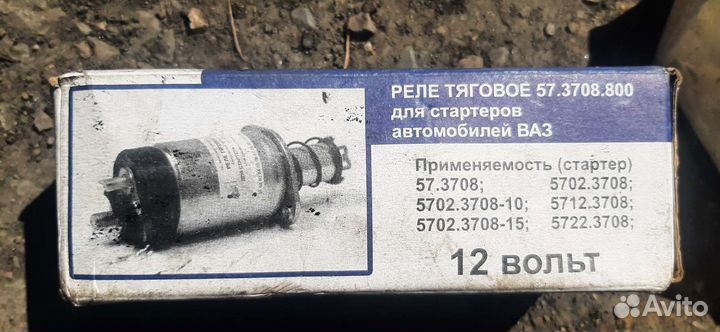 РЕЛЕ ТЯГОВОЕ 57.3708.800
для стартеров
автомобилей ВАЗ
Применяемость (стартер)
57.3708; 5702.3708;
5702.3708-10; 5712.3708;
5702.3708-15; 5722.3708;
12 вольт
Avito